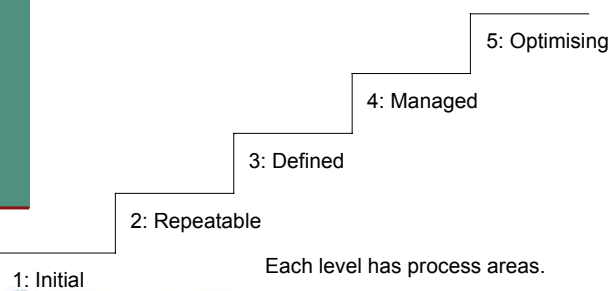 5: Optimising
4: Managed
3: Defined
2: Repeatable
Each level has process areas.
1: Initial